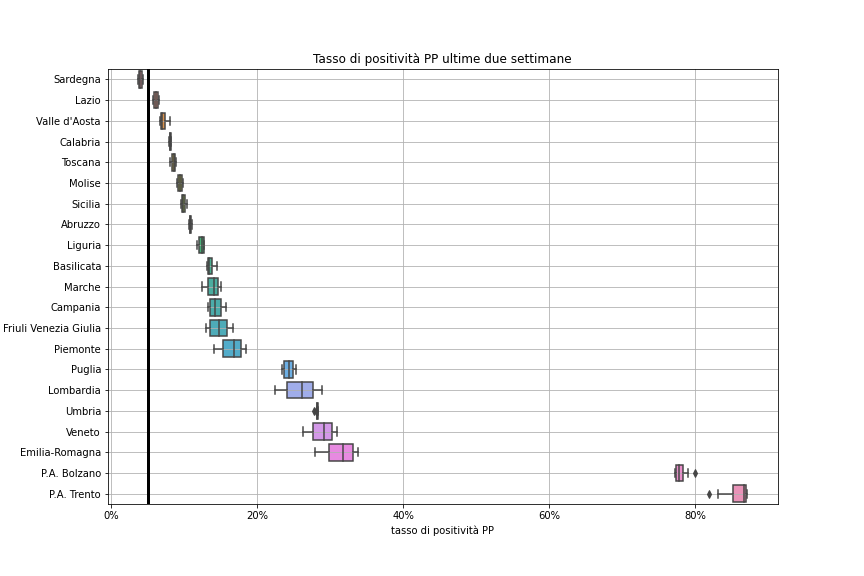 Tasso di positività PP ultime due settimane
Sardegna
Lazio
Valle d'Aosta
Calabria
Toscana
Molise
Sicilia
Abruzzo
Liguria
Basilicata
Marche
Campania
Friuli Venezia Giulia
Piemonte
Puglia
Lombardia
Umbria
Veneto
Emilia-Romagna
P.A. Bolzano
P.A. Trento
0% 20% 40% 60% 80%
tasso di positività PP